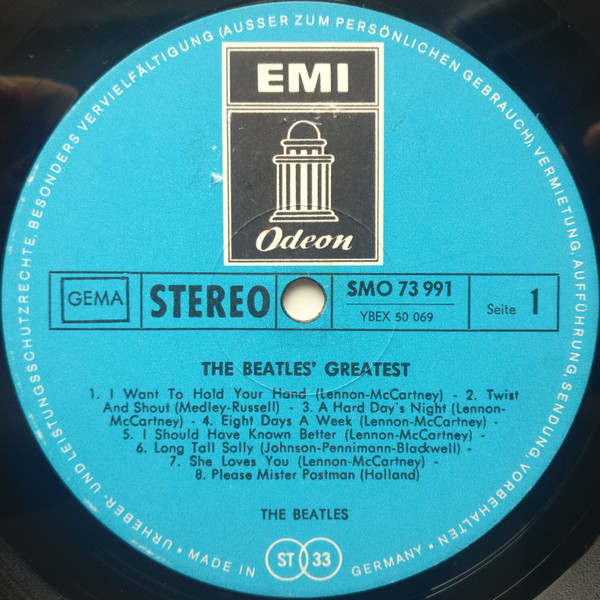 • URHEBER- UND LEISTUNGSSCHUTZRECHTE, BESONDERS VERVIELFÄLTIGUNG (AUSSER ZUM PERSÖNLICHEN GEBRAUCH), VERMIETUNG, AUFFÜHRUNG, SENDUNG, VORBEHALTEN •
EMI
Odeon
GEMA
STEREO
SMO 73 991
YBEX 50 069
Seite 1
THE BEATLES' GREATEST
1. I Want To Hold Your Hand (Lennon-McCartney) - 2. Twist
And Shout (Medley-Russell) - 3. A Hard Day's Night (Lennon-
McCartney) - 4. Eight Days A Week (Lennon-McCartney) -
5. I Should Have Known Better (Lennon-McCartney) -
6. Long Tall Sally (Johnson-Pennimann-Blackwell) -
7. She Loves You (Lennon-McCartney) -
8. Please Mister Postman (Holland)
THE BEATLES
MADE IN GERMANY
ST 33